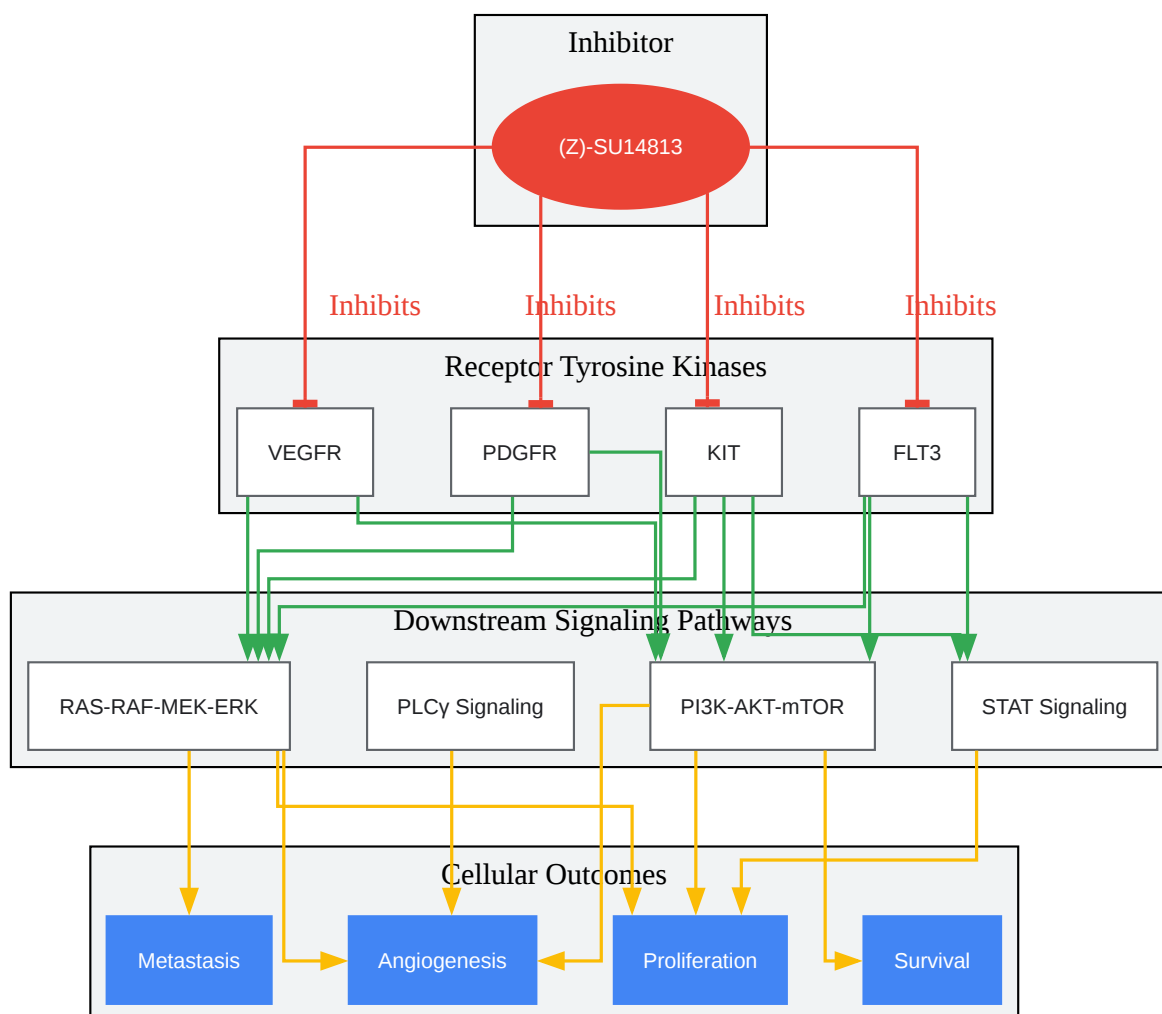 Inhibitor
(Z)-SU14813
Inhibits
Inhibits
Inhibits
Inhibits
Receptor Tyrosine Kinases
VEGFR
PDGFR
KIT
FLT3
Downstream Signaling Pathways
RAS-RAF-MEK-ERK
PLCγ Signaling
PI3K-AKT-mTOR
STAT Signaling
Cellular Outcomes
Metastasis
Angiogenesis
Proliferation
Survival